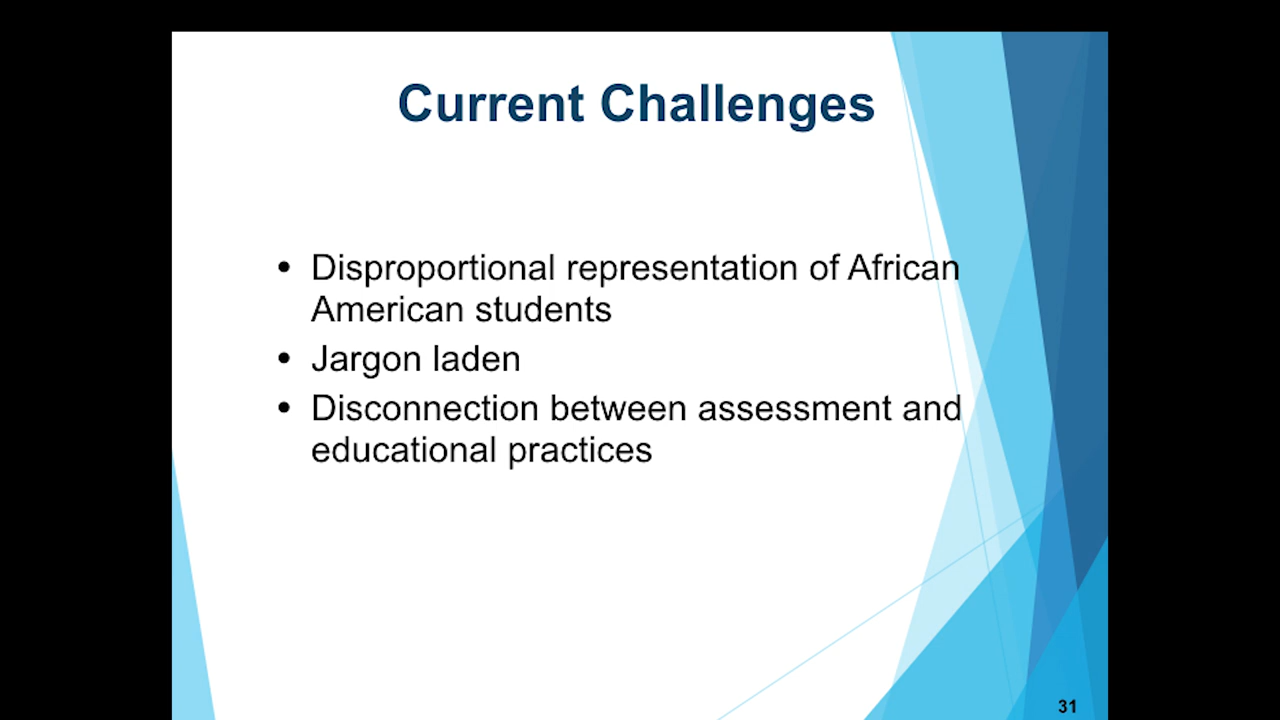 Current Challenges
• Disproportional representation of African
American students
• Jargon laden
• Disconnection between assessment and
educational practices
31